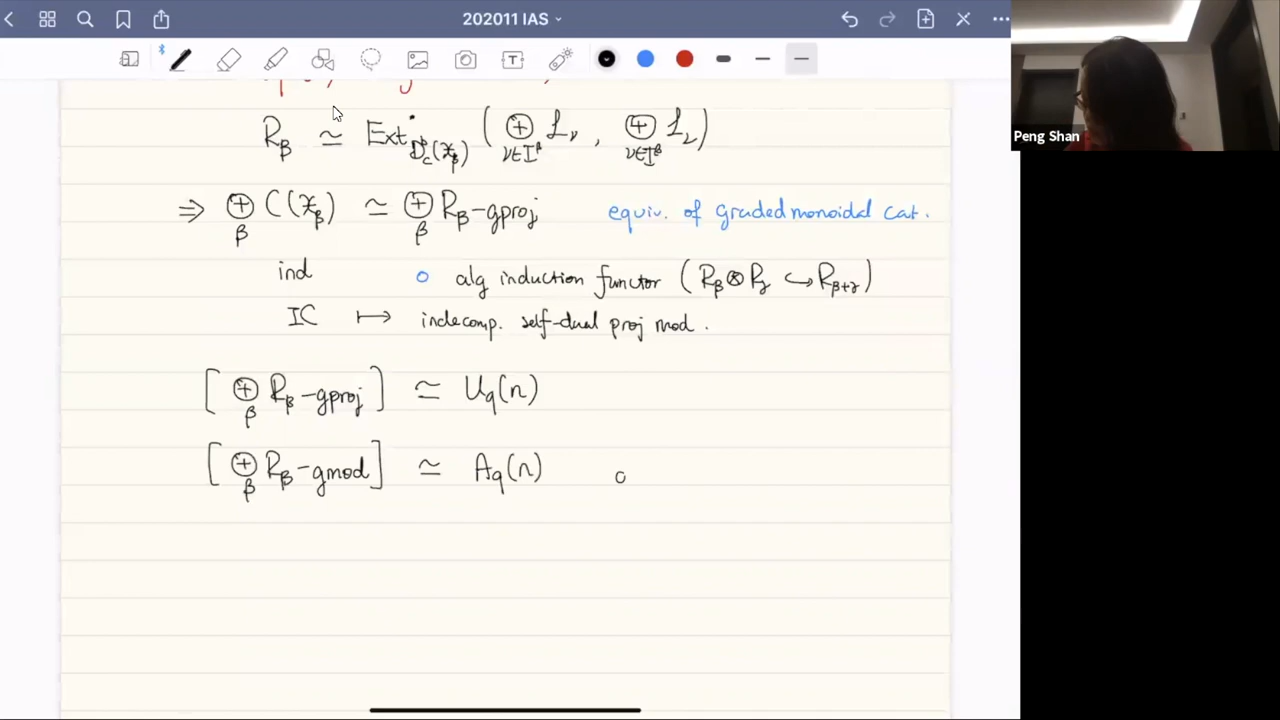 202011 IAS
Peng Shan
R_β ≃ Ext^•_{D^b_c(X_β)} ( ⊕_{ν∈I^β} L_ν , ⊕_{ν∈I^β} L_ν )
⇒ ⊕_β C(X_β) ≃ ⊕_β R_β-gproj equiv. of graded monoidal cat.
ind ∘ alg induction functor ( R_β ⊗ R_γ ↪ R_{β+γ} )
IC ↦ indecomp. self-dual proj mod.
[ ⊕_β R_β-gproj ] ≃ U_q(n)
[ ⊕_β R_β-gmod ] ≃ A_q(n) o